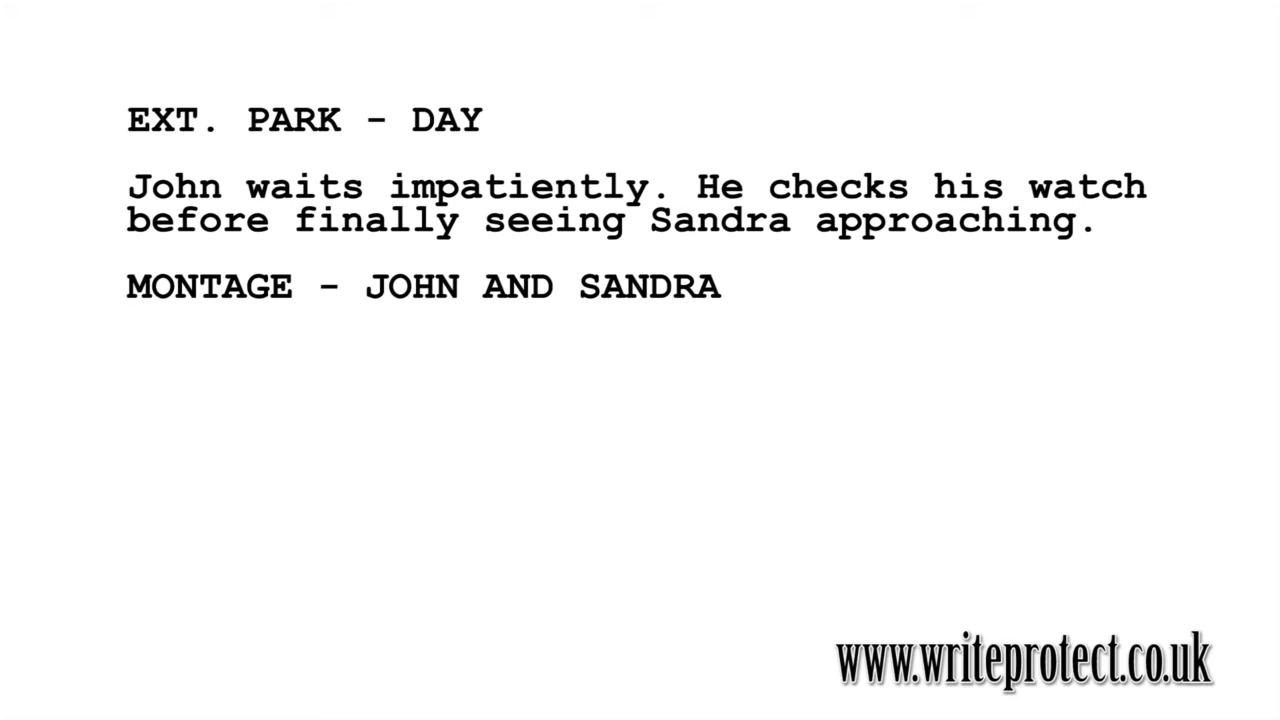 EXT. PARK - DAY
John waits impatiently. He checks his watch
before finally seeing Sandra approaching.
MONTAGE - JOHN AND SANDRA
www.writeprotect.co.uk